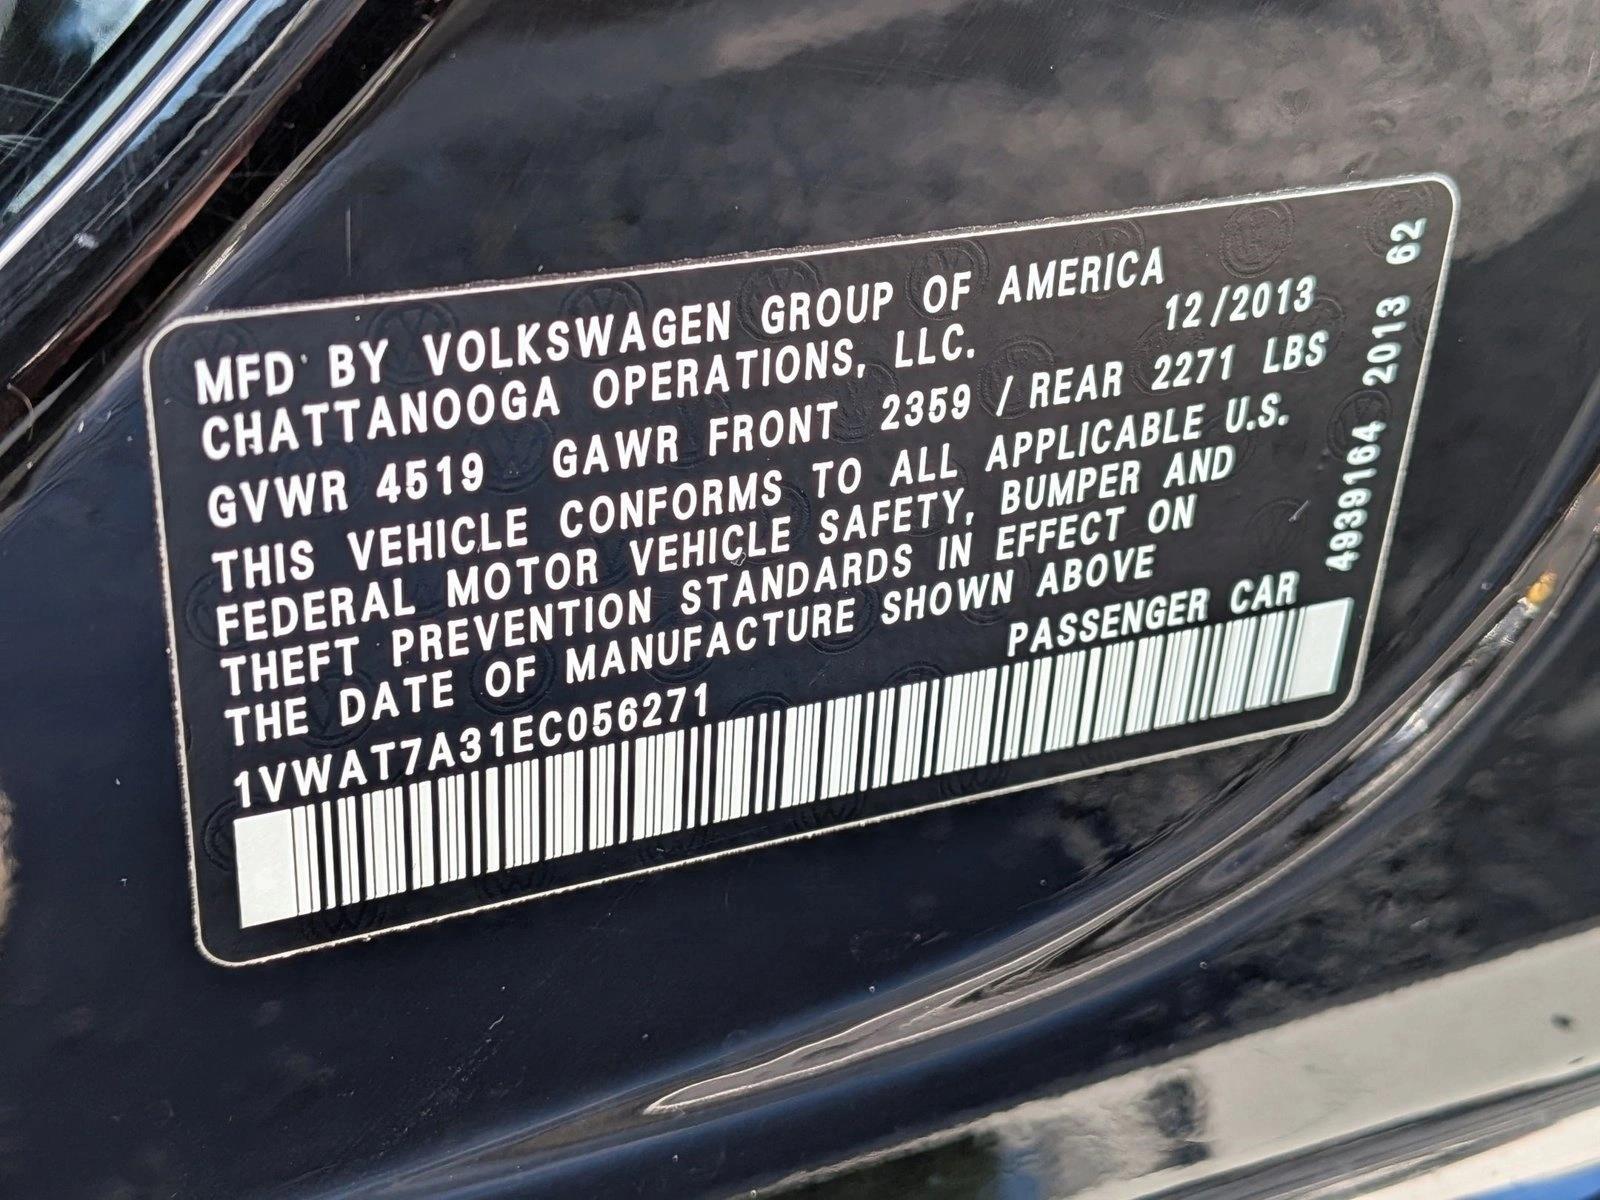 MFD BY VOLKSWAGEN GROUP OF AMERICA
CHATTANOOGA OPERATIONS, LLC. 12/2013
GVWR 4519 GAWR FRONT 2359 / REAR 2271 LBS
THIS VEHICLE CONFORMS TO ALL APPLICABLE U.S.
FEDERAL MOTOR VEHICLE SAFETY, BUMPER AND
THEFT PREVENTION STANDARDS IN EFFECT ON
THE DATE OF MANUFACTURE SHOWN ABOVE
PASSENGER CAR
1VWAT7A31EC056271
4939164 2013 62